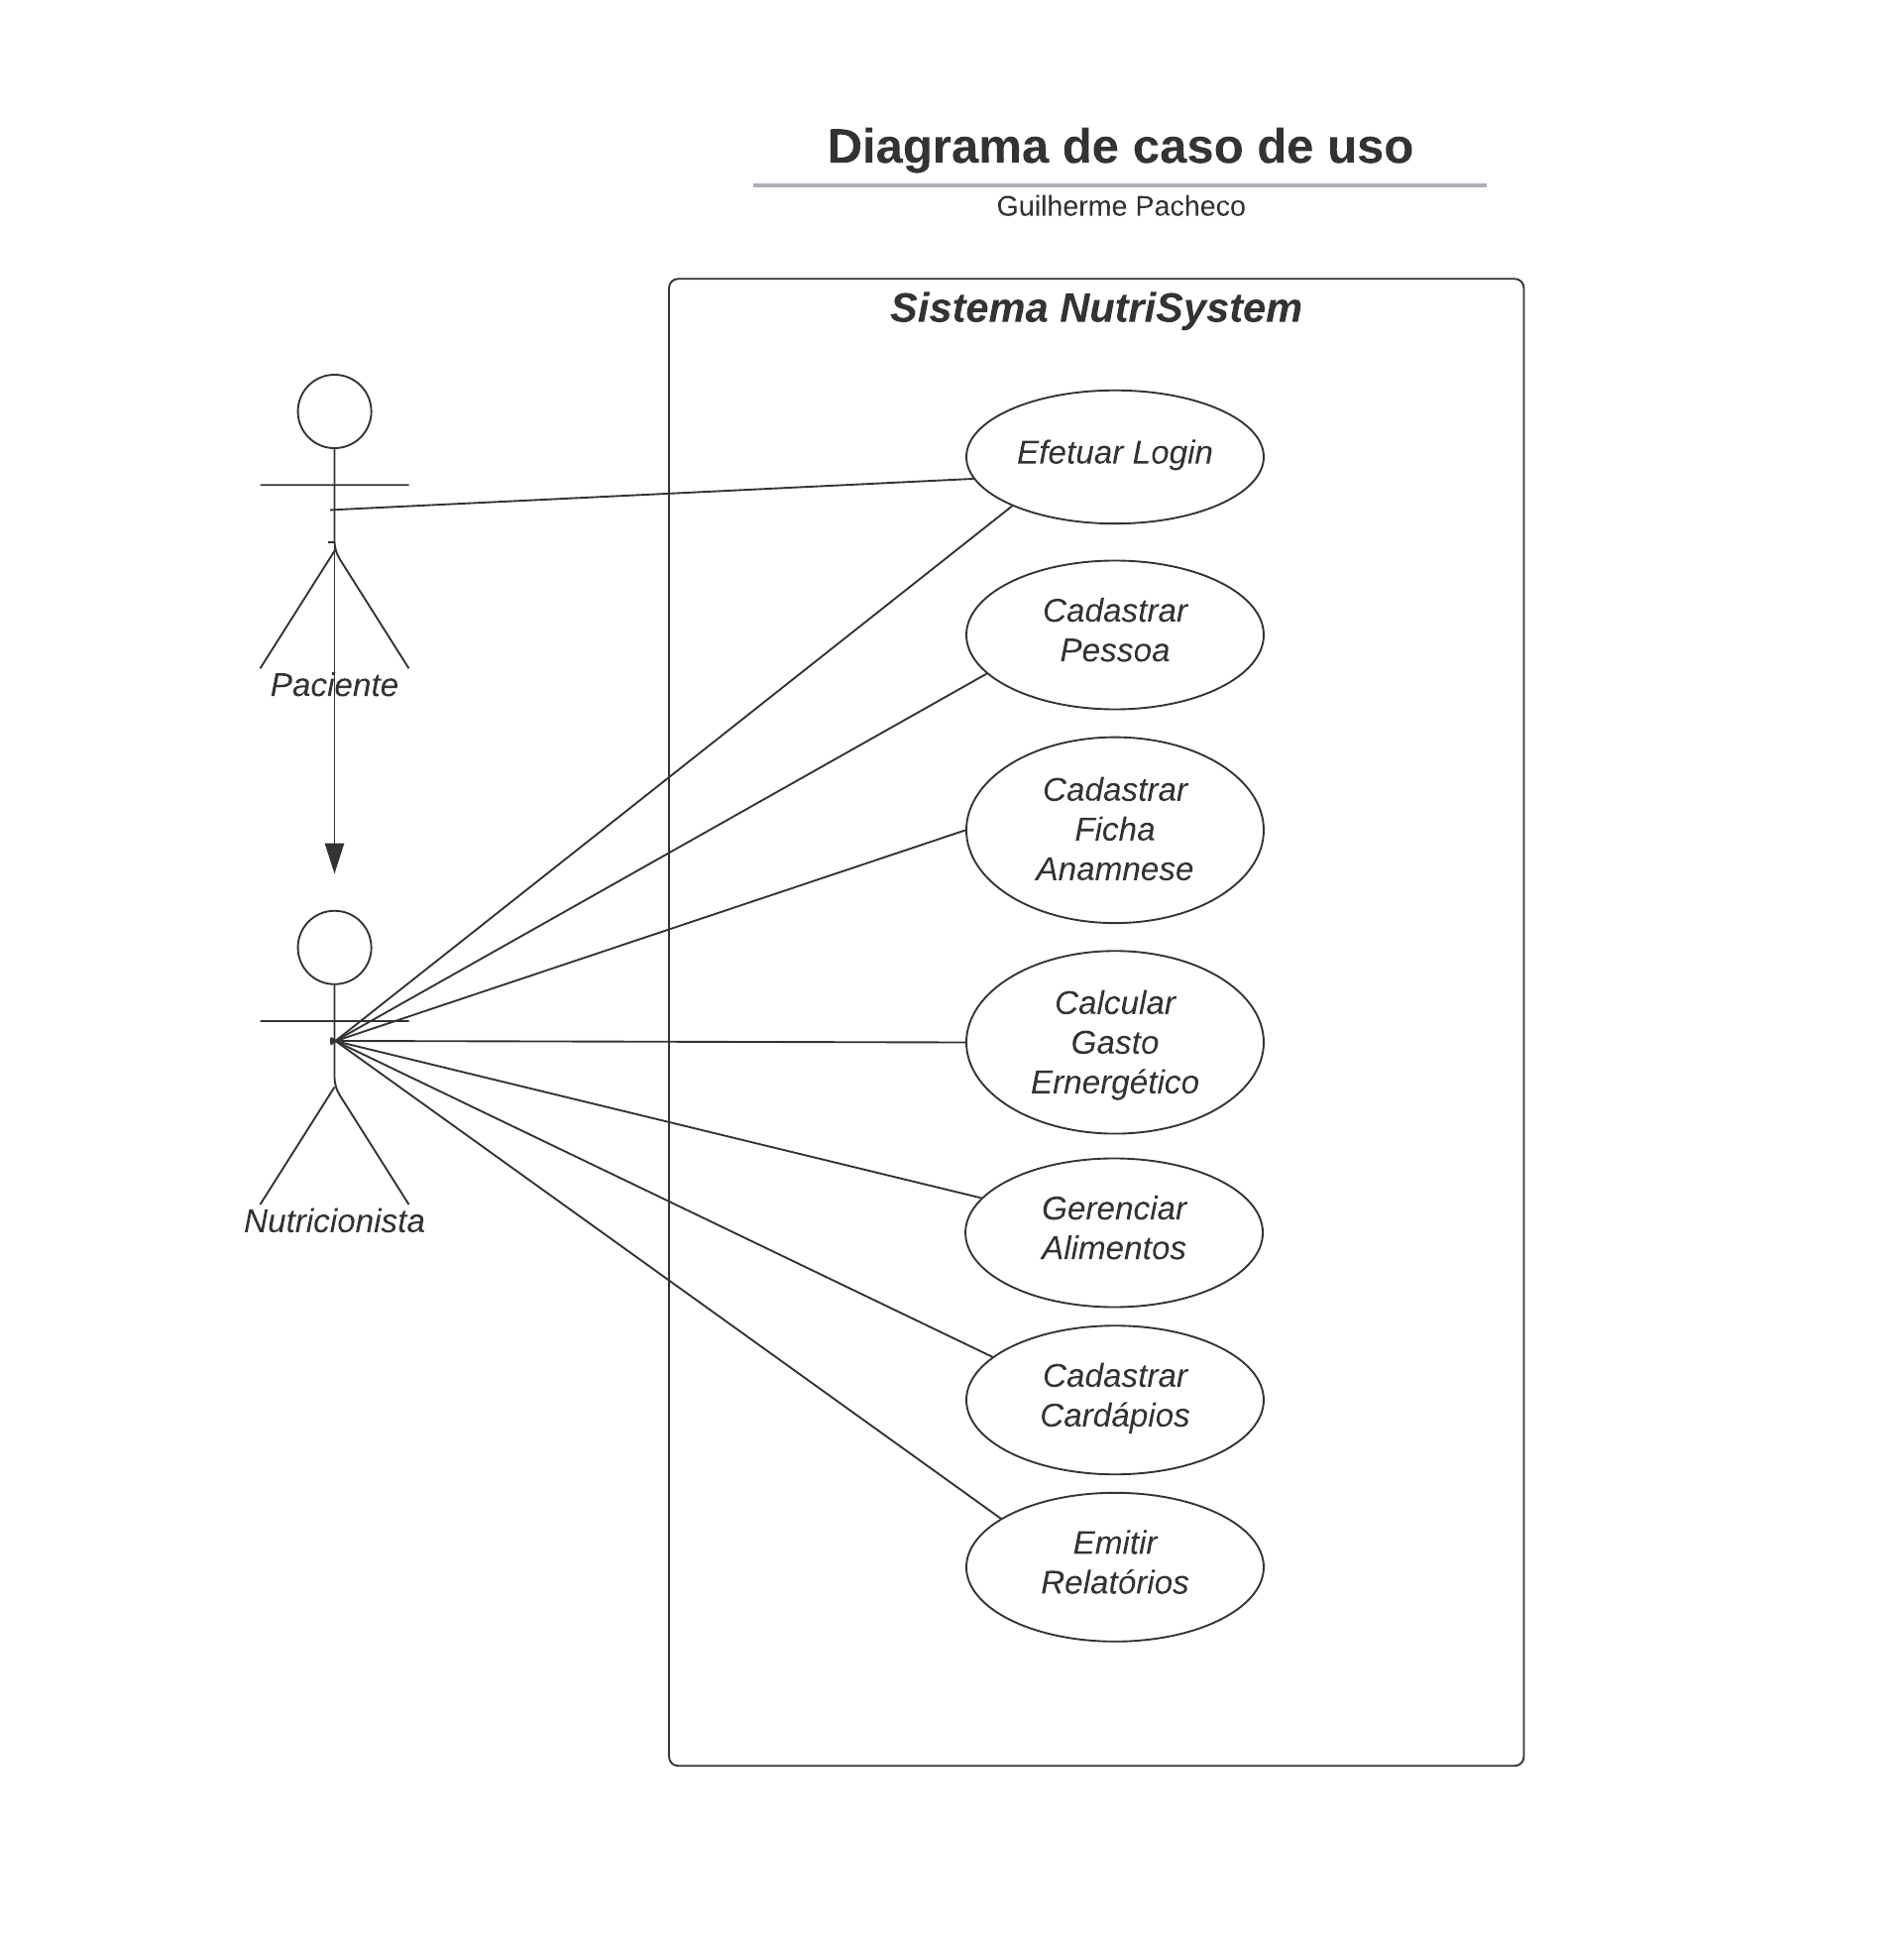 Diagrama de caso de uso
Guilherme Pacheco
Sistema NutriSystem
Efetuar Login
Cadastrar
Pessoa
Paciente
Cadastrar
Ficha
Anamnese
Calcular
Gasto
Ernergético
Nutricionista
Gerenciar
Alimentos
Cadastrar
Cardápios
Emitir
Relatórios